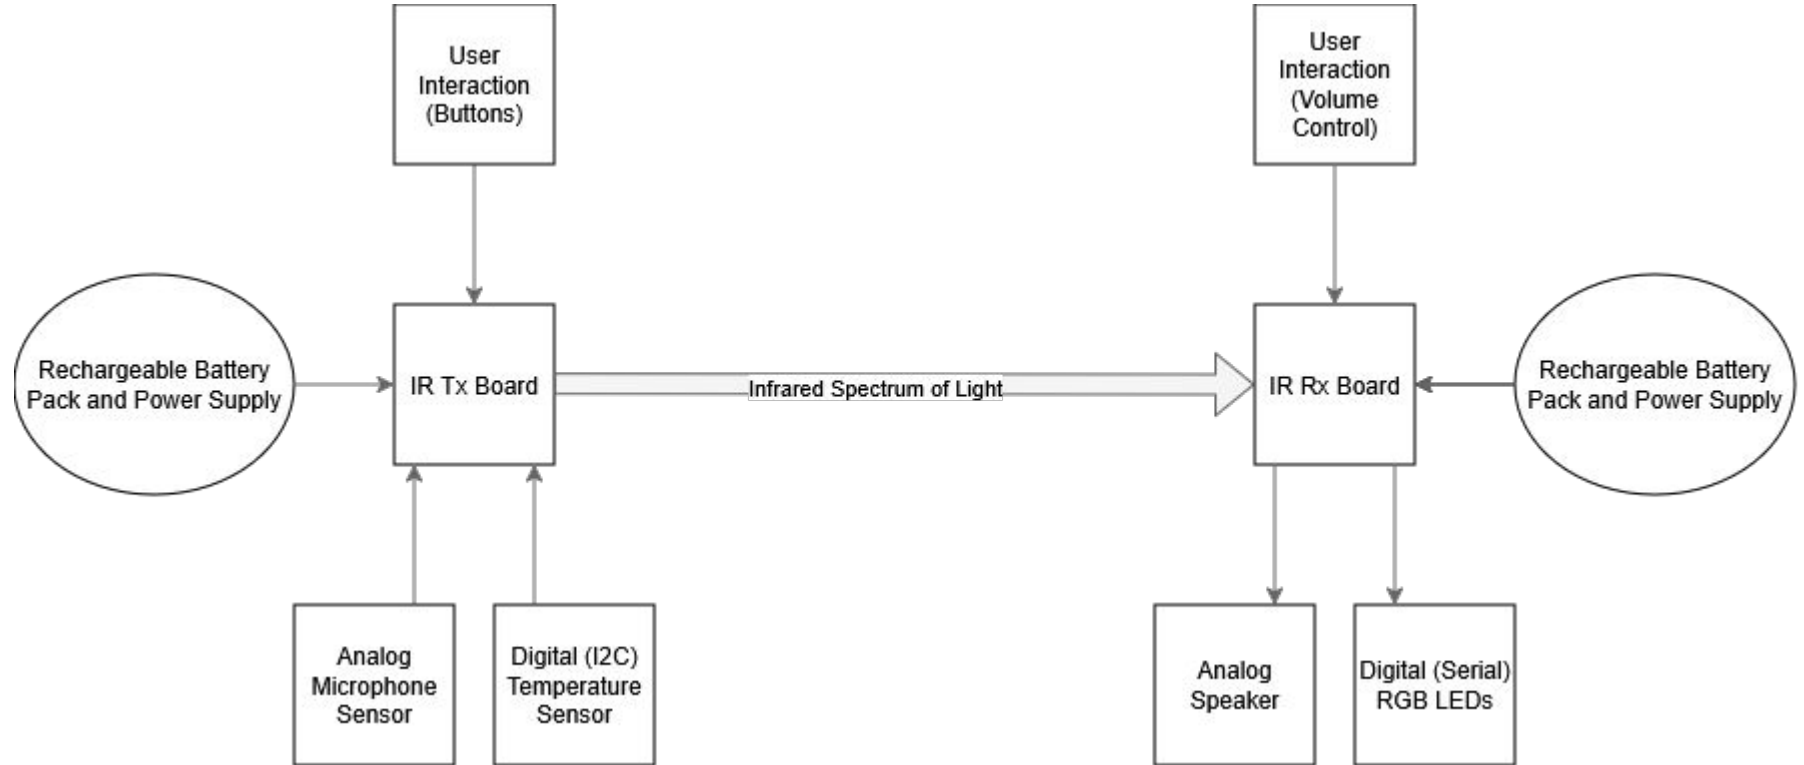 User
Interaction
(Buttons)
User
Interaction
(Volume
Control)
Rechargeable Battery
Pack and Power Supply
IR Tx Board
Infrared Spectrum of Light
IR Rx Board
Rechargeable Battery
Pack and Power Supply
Analog
Microphone
Sensor
Digital (I2C)
Temperature
Sensor
Analog
Speaker
Digital (Serial)
RGB LEDs